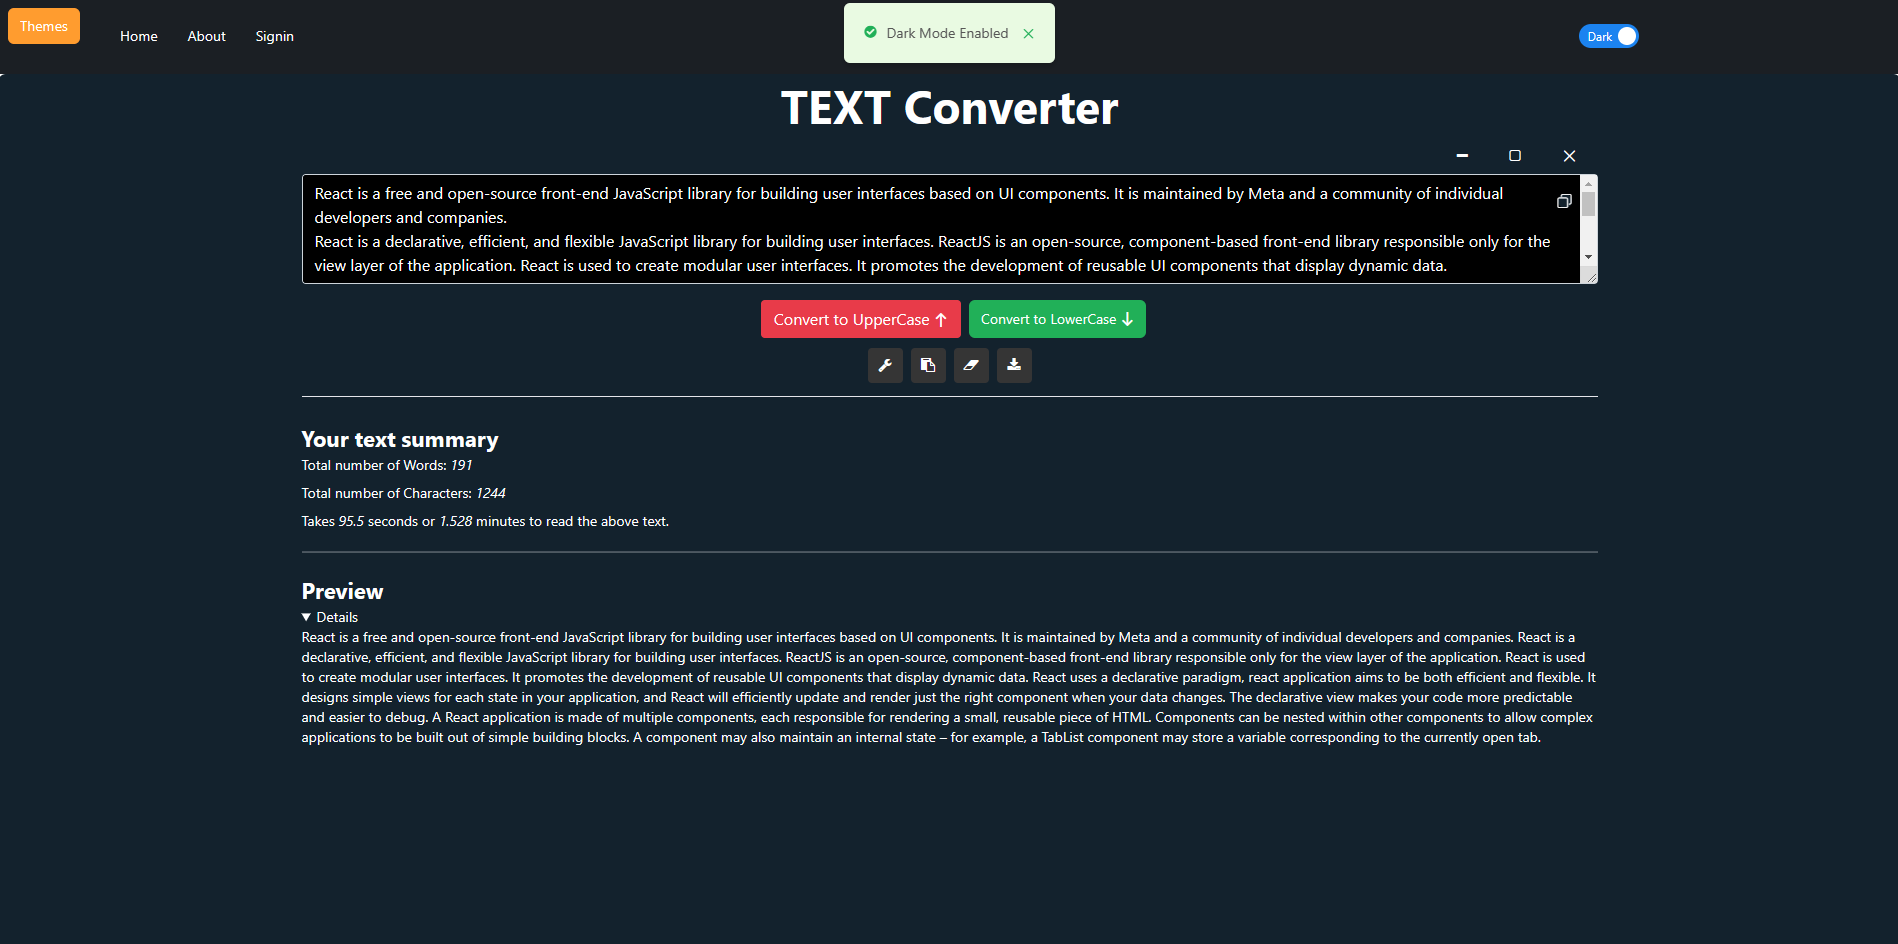 Themes
Home
About
Signin
Dark Mode Enabled
Dark
TEXT Converter
React is a free and open-source front-end JavaScript library for building user interfaces based on UI components. It is maintained by Meta and a community of individual
developers and companies.
React is a declarative, efficient, and flexible JavaScript library for building user interfaces. ReactJS is an open-source, component-based front-end library responsible only for the
view layer of the application. React is used to create modular user interfaces. It promotes the development of reusable UI components that display dynamic data.
Convert to UpperCase
Convert to LowerCase
Your text summary
Total number of Words: 191
Total number of Characters: 1244
Takes 95.5 seconds or 1.528 minutes to read the above text.
Preview
Details
React is a free and open-source front-end JavaScript library for building user interfaces based on UI components. It is maintained by Meta and a community of individual developers and companies. React is a
declarative, efficient, and flexible JavaScript library for building user interfaces. ReactJS is an open-source, component-based front-end library responsible only for the view layer of the application. React is used
to create modular user interfaces. It promotes the development of reusable UI components that display dynamic data. React uses a declarative paradigm, react application aims to be both efficient and flexible. It
designs simple views for each state in your application, and React will efficiently update and render just the right component when your data changes. The declarative view makes your code more predictable
and easier to debug. A React application is made of multiple components, each responsible for rendering a small, reusable piece of HTML. Components can be nested within other components to allow complex
applications to be built out of simple building blocks. A component may also maintain an internal state – for example, a TabList component may store a variable corresponding to the currently open tab.